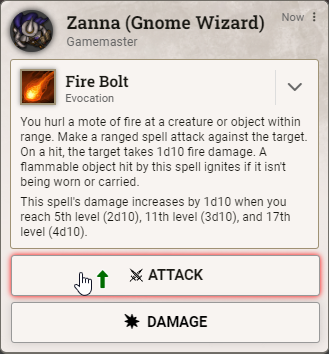 Zanna (Gnome Wizard)
Now
Gamemaster
Fire Bolt
Evocation
You hurl a mote of fire at a creature or object within
range. Make a ranged spell attack against the target.
On a hit, the target takes 1d10 fire damage. A
flammable object hit by this spell ignites if it isn't
being worn or carried.
This spell's damage increases by 1d10 when you
reach 5th level (2d10), 11th level (3d10), and 17th
level (4d10).
ATTACK
DAMAGE